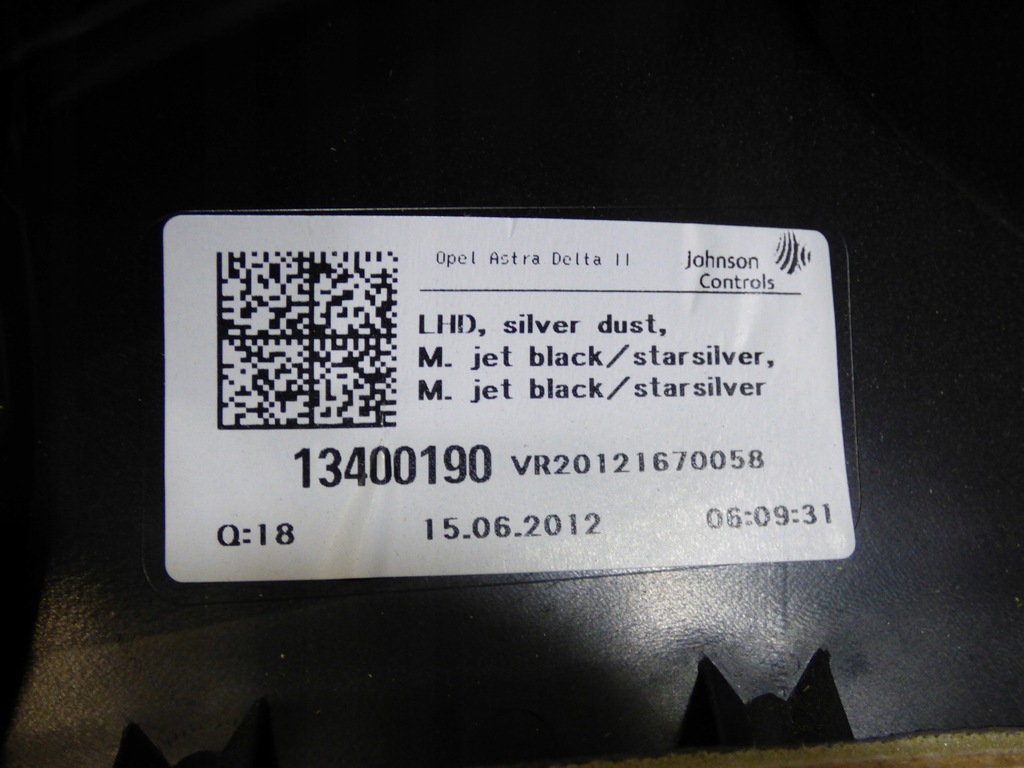 Opel Astra Delta II
Johnson
Controls
LHD, silver dust,
M. jet black/starsilver,
M. jet black/starsilver
13400190 VR20121670058
Q:18 15.06.2012 06:09:31